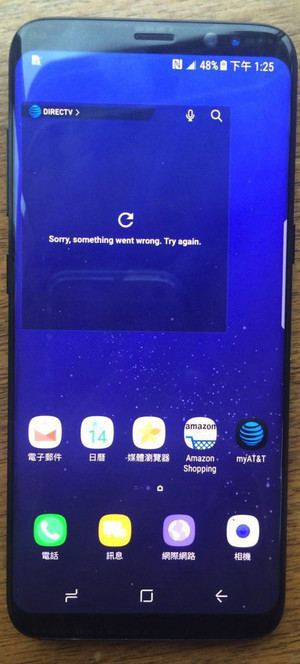 48% 下午 1:25
DIRECTV >
Sorry, something went wrong. Try again.
電子郵件
14
日曆
媒體瀏覽器
amazon
Amazon Shopping
myAT&T
電話
訊息
網際網路
相機